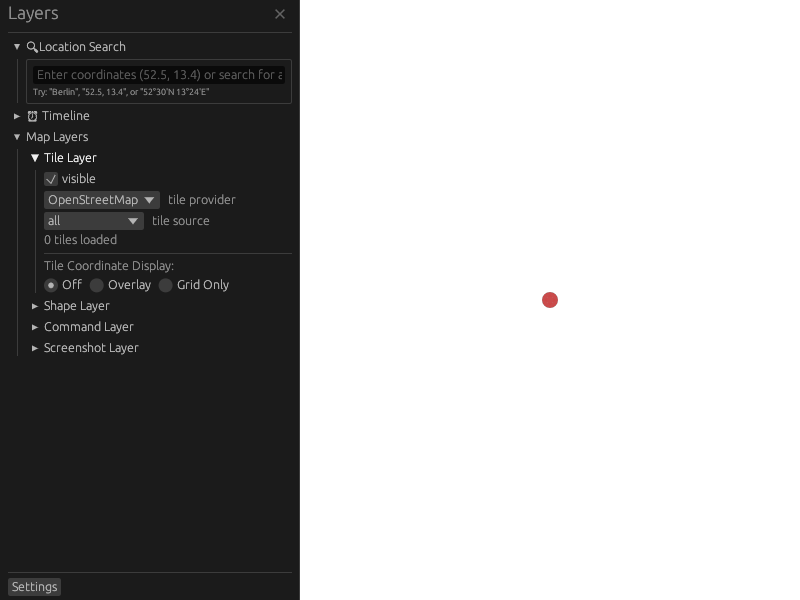 Layers
Location Search
Enter coordinates (52.5, 13.4) or search for a
Try: "Berlin", "52.5, 13.4", or "52°30'N 13°24'E"
Timeline
Map Layers
Tile Layer
visible
OpenStreetMap tile provider
all tile source
0 tiles loaded
Tile Coordinate Display:
Off Overlay Grid Only
Shape Layer
Command Layer
Screenshot Layer
Settings